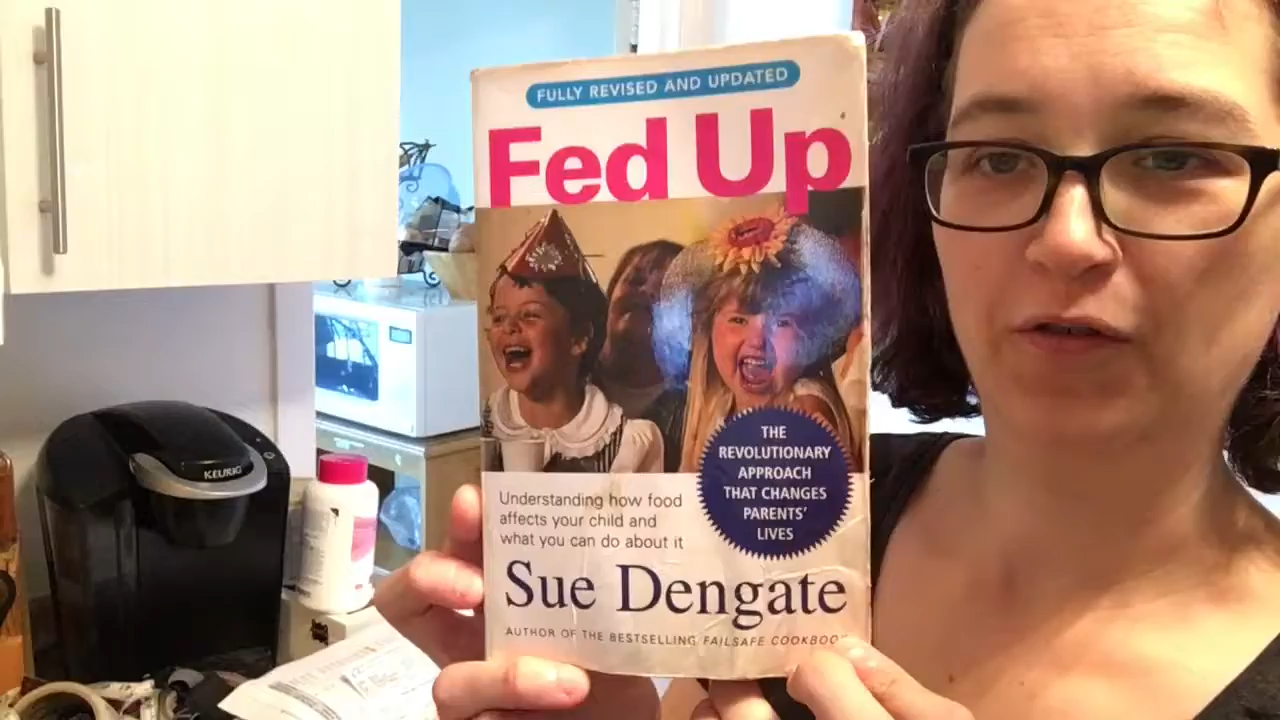 FULLY REVISED AND UPDATED
Fed Up
THE
REVOLUTIONARY
APPROACH
THAT CHANGES
PARENTS'
LIVES
Understanding how food
affects your child and
what you can do about it
Sue Dengate
AUTHOR OF THE BESTSELLING FAILSAFE COOKBOOK
KEURIG